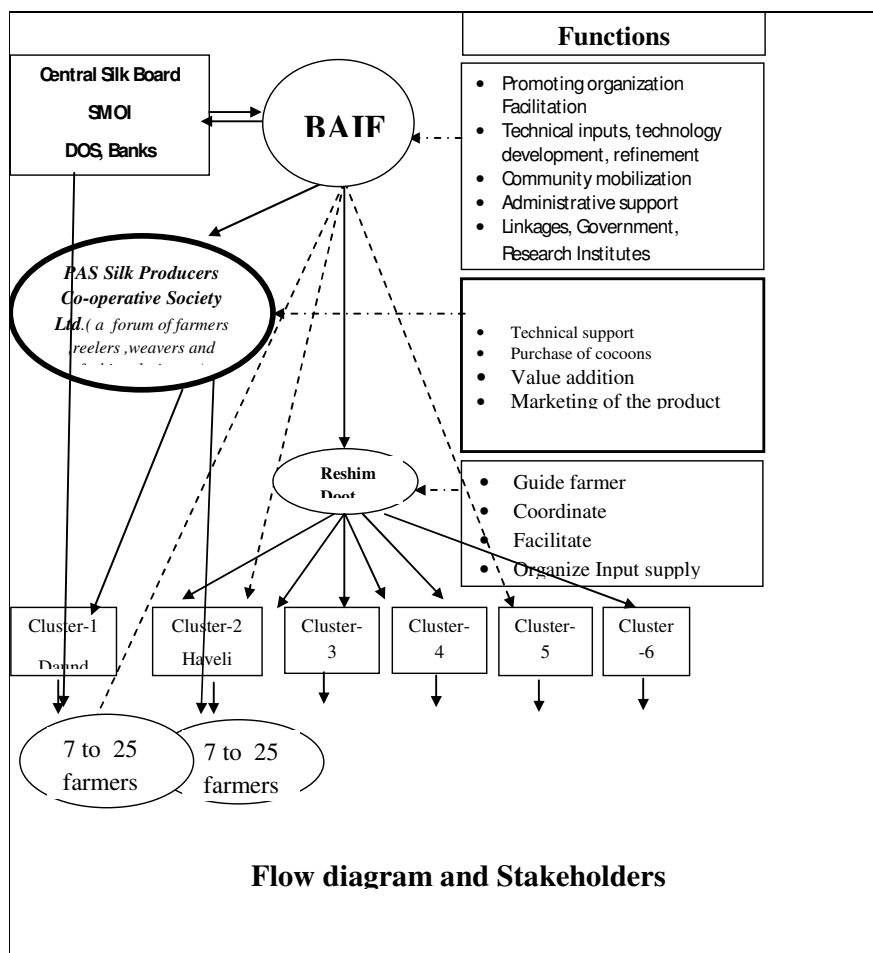 Functions
Central Silk Board
SMOI
DOS, Banks
BAIF
• Promoting organization
Facilitation
• Technical inputs, technology
development, refinement
• Community mobilization
• Administrative support
• Linkages, Government,
Research Institutes
PAS Silk Producers
Co-operative Society
Ltd.( a forum of farmers
,reelers ,weavers and
• Technical support
• Purchase of cocoons
• Value addition
• Marketing of the product
Reshim
Doot
• Guide farmer
• Coordinate
• Facilitate
• Organize Input supply
Cluster-1
Daund
Cluster-2
Haveli
Cluster-
3
Cluster-
4
Cluster-
5
Cluster
-6
7 to 25
farmers
7 to 25
farmers
Flow diagram and Stakeholders